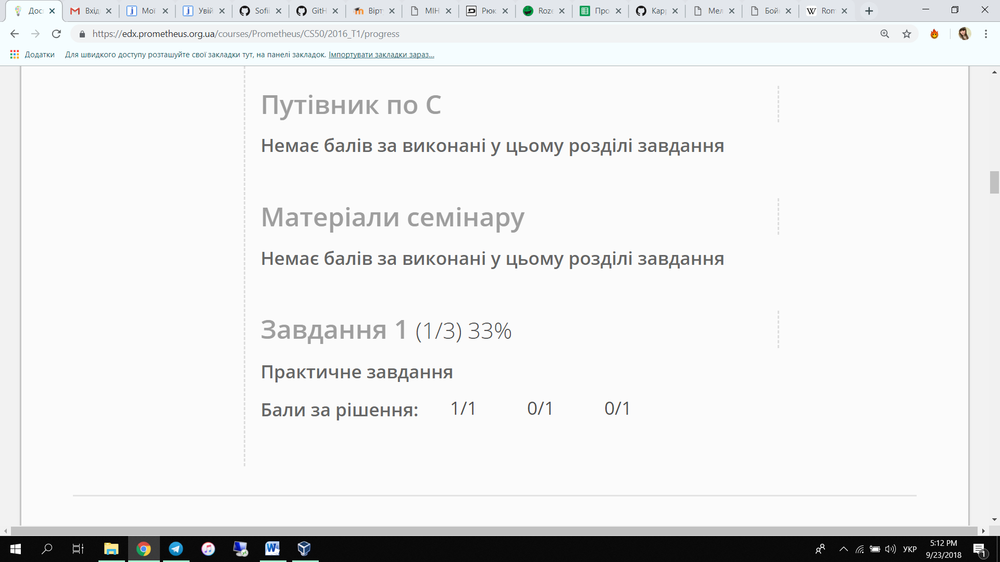 Дос
Вхід
Мої
Увій
Sofii
GitH
Вірт
МІН
Рюк
Roze
Про
Карр
Мел
Бой
Rom
https://edx.prometheus.org.ua/courses/Prometheus/CS50/2016_T1/progress
Додатки
Для швидкого доступу розташуйте свої закладки тут, на панелі закладок. Імпортувати закладки зараз...
Путівник по C
Немає балів за виконані у цьому розділі завдання
Матеріали семінару
Немає балів за виконані у цьому розділі завдання
Завдання 1 (1/3) 33%
Практичне завдання
Бали за рішення: 1/1 0/1 0/1
УКР
5:12 PM
9/23/2018
1